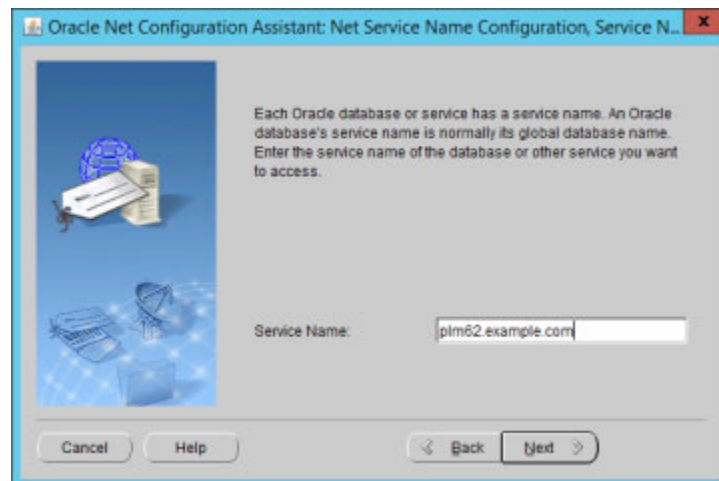 Oracle Net Configuration Assistant: Net Service Name Configuration, Service N...
Each Oracle database or service has a service name. An Oracle
database's service name is normally its global database name.
Enter the service name of the database or other service you want
to access.
Service Name: plm62.example.com
Cancel Help Back Next